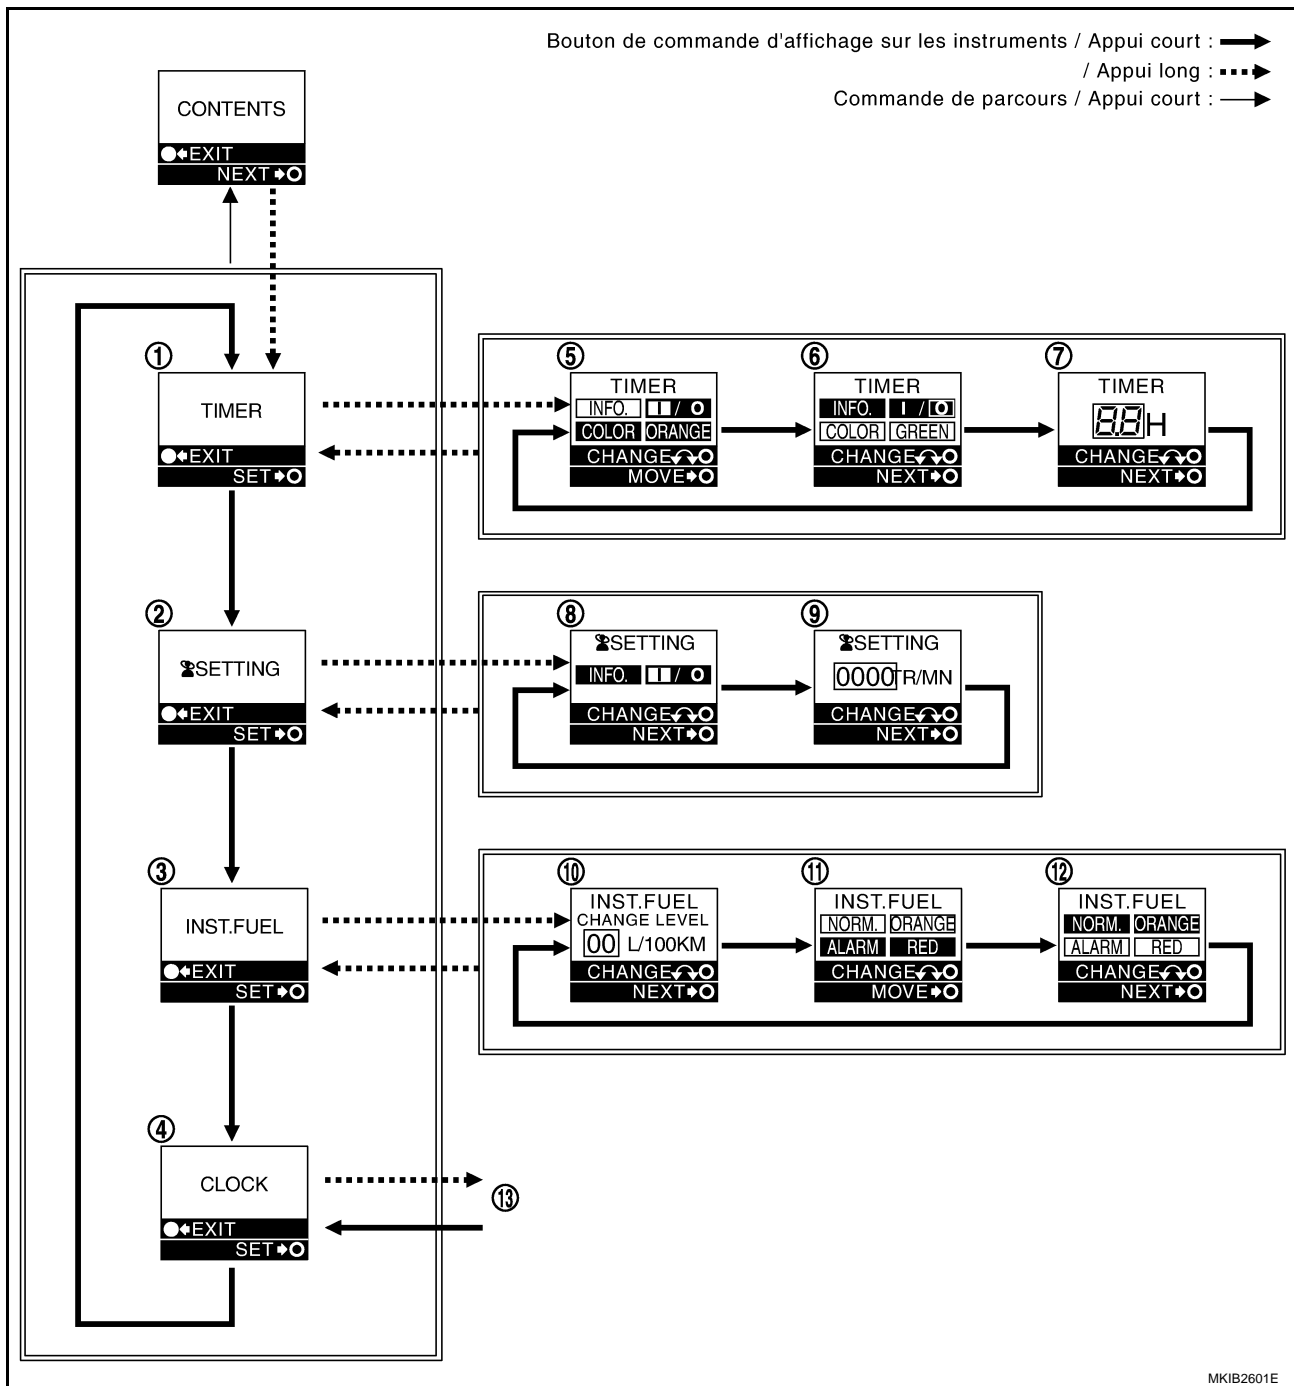 Bouton de commande d'affichage sur les instruments / Appui court :
/ Appui long :
Commande de parcours / Appui court :
CONTENTS
EXIT
NEXT
①
TIMER
EXIT
SET
⑤
TIMER
INFO. I / O
COLOR ORANGE
CHANGE
MOVE
⑥
TIMER
INFO. I / O
COLOR GREEN
CHANGE
NEXT
⑦
TIMER
8.8 H
CHANGE
NEXT
②
SETTING
EXIT
SET
⑧
SETTING
INFO. I / O
CHANGE
NEXT
⑨
SETTING
0000 TR/MN
CHANGE
NEXT
③
INST.FUEL
EXIT
SET
⑩
INST.FUEL
CHANGE LEVEL
00 L/100KM
CHANGE
NEXT
⑪
INST.FUEL
NORM. ORANGE
ALARM RED
CHANGE
MOVE
⑫
INST.FUEL
NORM. ORANGE
ALARM RED
CHANGE
NEXT
④
CLOCK
EXIT
SET
⑬
MKIB2601E